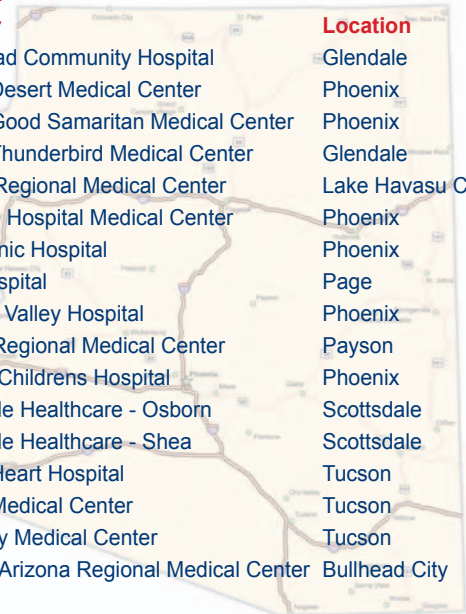 Location
ad Community Hospital Glendale
Desert Medical Center Phoenix
Good Samaritan Medical Center Phoenix
Thunderbird Medical Center Glendale
Regional Medical Center Lake Havasu C
Hospital Medical Center Phoenix
nic Hospital Phoenix
spital Page
Valley Hospital Phoenix
Regional Medical Center Payson
Childrens Hospital Phoenix
le Healthcare - Osborn Scottsdale
le Healthcare - Shea Scottsdale
Heart Hospital Tucson
Medical Center Tucson
y Medical Center Tucson
Arizona Regional Medical Center Bullhead City